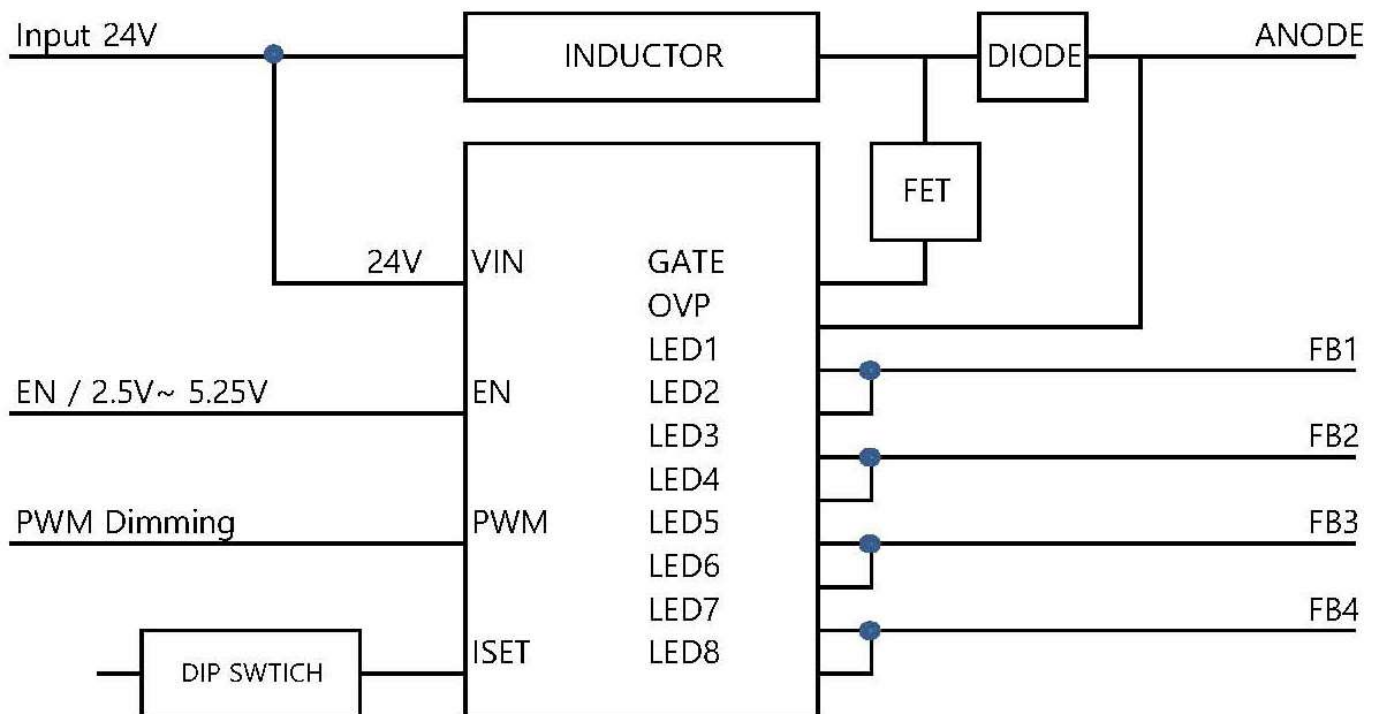 Input 24V
INDUCTOR
DIODE
ANODE
FET
24V
VIN
GATE
OVP
LED1
FB1
EN / 2.5V~ 5.25V
EN
LED2
LED3
FB2
LED4
PWM Dimming
PWM
LED5
FB3
LED6
LED7
FB4
DIP SWTICH
ISET
LED8